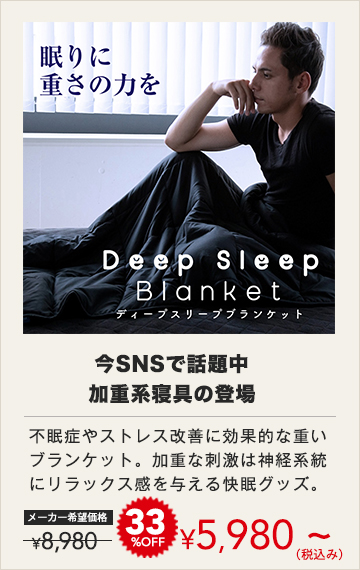 眠りに
重さの力を
Deep Sleep
Blanket
ディープスリープブランケット
今SNSで話題中
加重系寝具の登場
不眠症やストレス改善に効果的な重い
ブランケット。加重な刺激は神経系統
にリラックス感を与える快眠グッズ。
メーカー希望価格
¥8,980
33
%OFF
¥5,980~
(税込み)